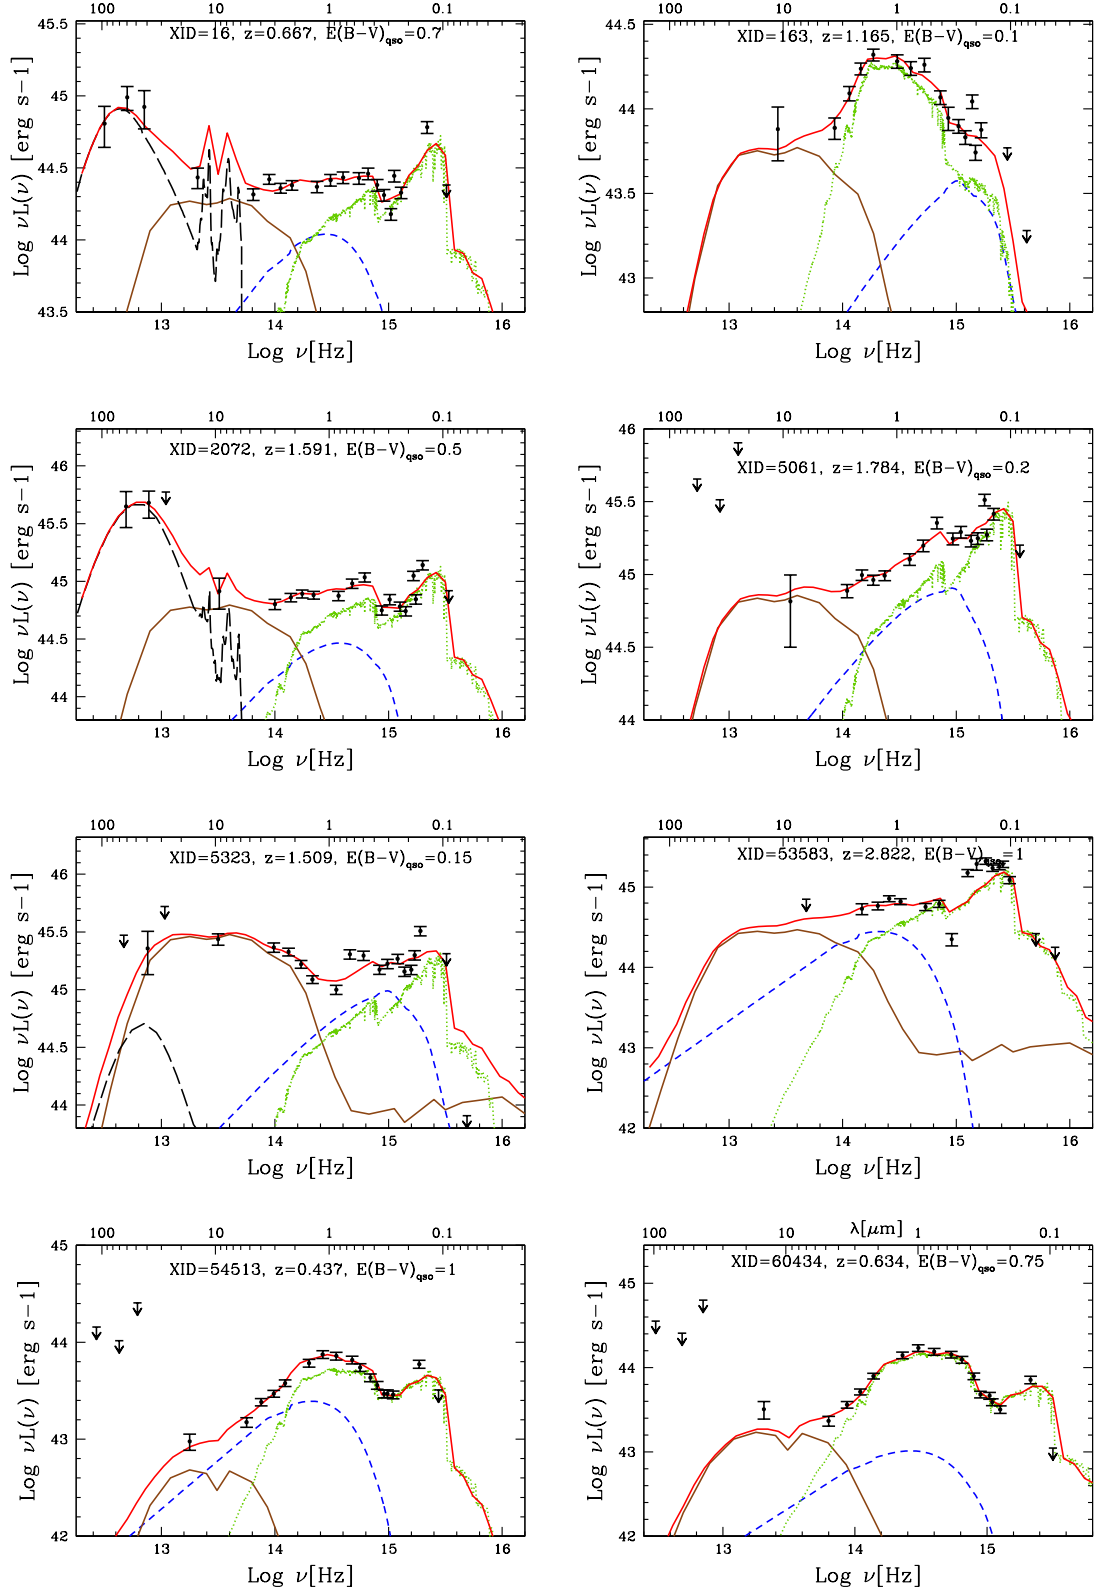 100 10 1 0.1
XID=16, z=0.667, E(B−V)qso=0.7
45.5
45
44.5
44
43.5
Log νL(ν) [erg s−1]
13 14 15 16
Log ν[Hz]
100 10 1 0.1
XID=163, z=1.165, E(B−V)qso=0.1
44.5
44
43.5
43
Log νL(ν) [erg s−1]
13 14 15 16
Log ν[Hz]
100 10 1 0.1
XID=2072, z=1.591, E(B−V)qso=0.5
46
45.5
45
44.5
44
Log νL(ν) [erg s−1]
13 14 15 16
Log ν[Hz]
100 10 1 0.1
XID=5061, z=1.784, E(B−V)qso=0.2
46
45.5
45
44.5
44
Log νL(ν) [erg s−1]
13 14 15 16
Log ν[Hz]
100 10 1 0.1
XID=5323, z=1.509, E(B−V)qso=0.15
46
45.5
45
44.5
44
Log νL(ν) [erg s−1]
13 14 15 16
Log ν[Hz]
100 10 1 0.1
XID=53583, z=2.822, E(B−V)qso=1
45
44
43
42
Log νL(ν) [erg s−1]
13 14 15 16
Log ν[Hz]
100 10 1 0.1
XID=54513, z=0.437, E(B−V)qso=1
45
44
43
42
Log νL(ν) [erg s−1]
13 14 15 16
Log ν[Hz]
λ[μm]
100 10 1 0.1
XID=60434, z=0.634, E(B−V)qso=0.75
45
44
43
42
Log νL(ν) [erg s−1]
13 14 15
Log ν[Hz]